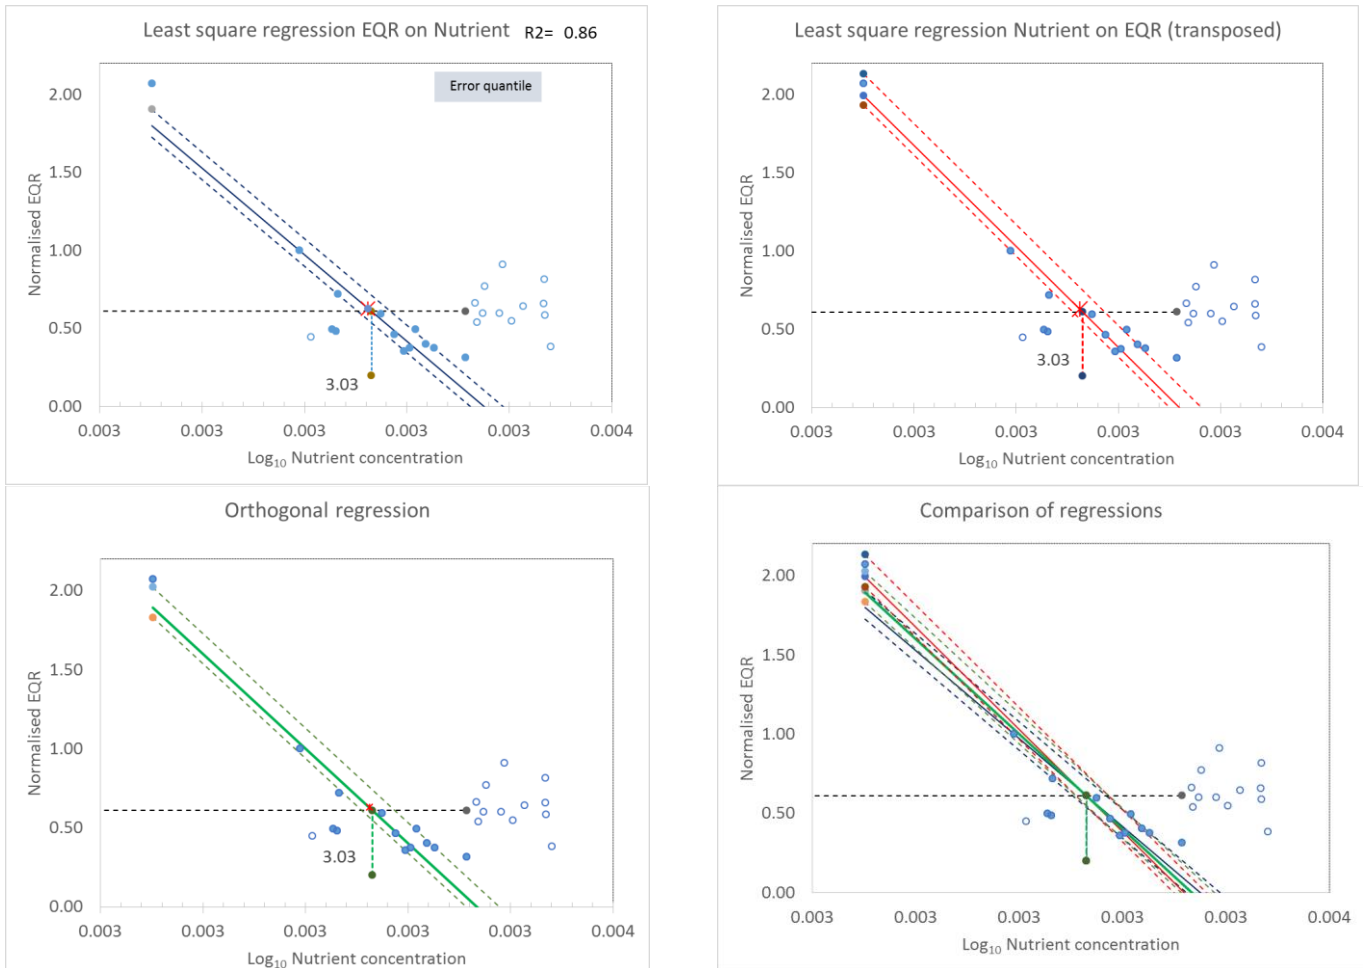 Least square regression EQR on Nutrient R2= 0.86
Error quantile
2.00
1.50
1.00
0.50
0.00
Normalised EQR
3.03
0.003 0.003 0.003 0.003 0.003 0.004
Log₁₀ Nutrient concentration
Least square regression Nutrient on EQR (transposed)
2.00
1.50
1.00
0.50
0.00
Normalised EQR
3.03
0.003 0.003 0.003 0.003 0.003 0.004
Log₁₀ Nutrient concentration
Orthogonal regression
2.00
1.50
1.00
0.50
0.00
Normalised EQR
3.03
0.003 0.003 0.003 0.003 0.003 0.004
Log₁₀ Nutrient concentration
Comparison of regressions
2.00
1.50
1.00
0.50
0.00
Normalised EQR
0.003 0.003 0.003 0.003 0.003 0.004
Log₁₀ Nutrient concentration